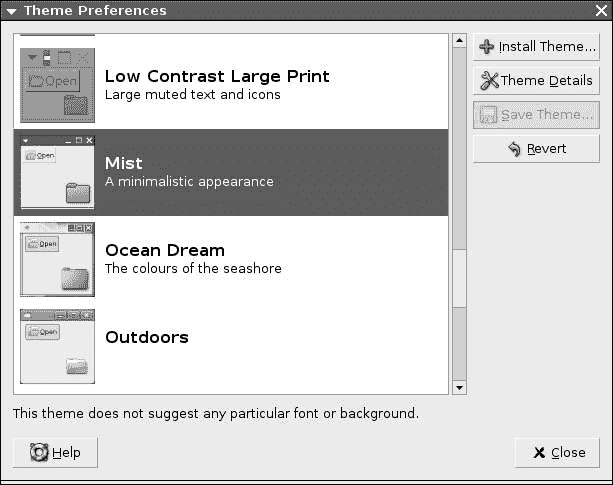 Theme Preferences
Open
Low Contrast Large Print
Large muted text and icons
Open
Mist
A minimalistic appearance
Open
Ocean Dream
The colours of the seashore
Open
Outdoors
Install Theme...
Theme Details
Save Theme...
Revert
This theme does not suggest any particular font or background.
Help
Close